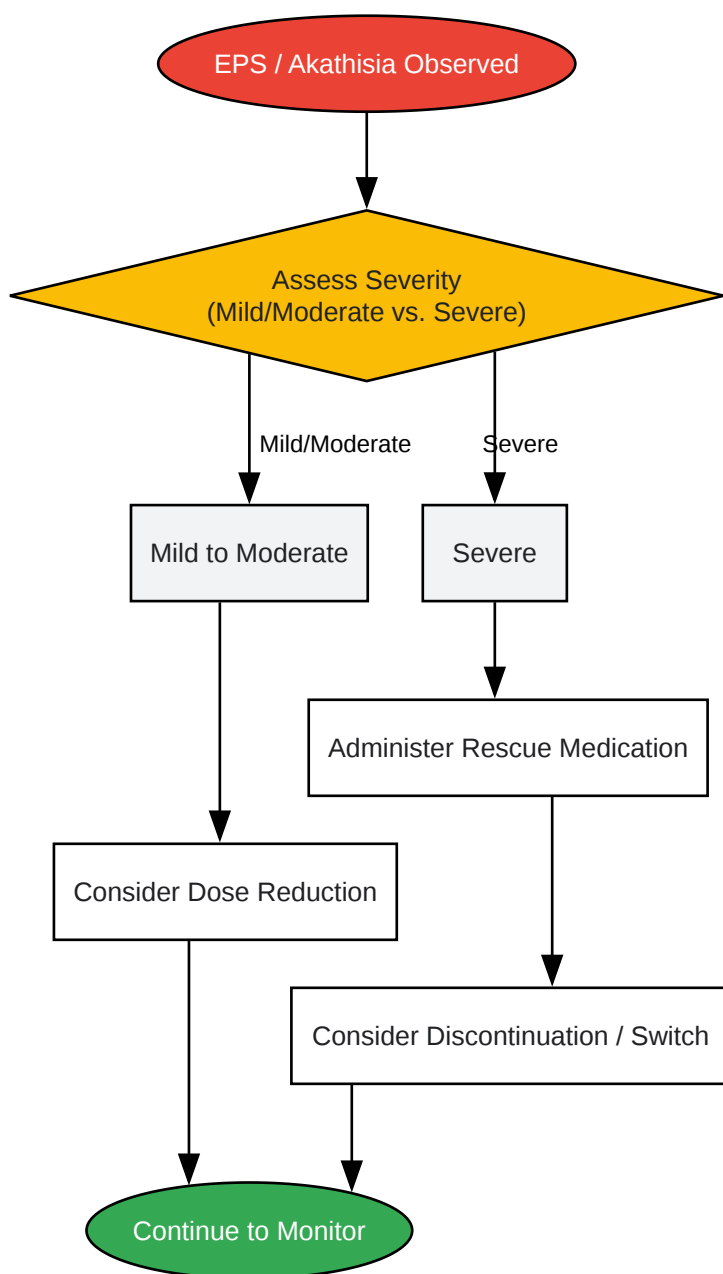 EPS / Akathisia Observed
Assess Severity
(Mild/Moderate vs. Severe)
Mild/Moderate
Severe
Mild to Moderate
Severe
Administer Rescue Medication
Consider Dose Reduction
Consider Discontinuation / Switch
Continue to Monitor